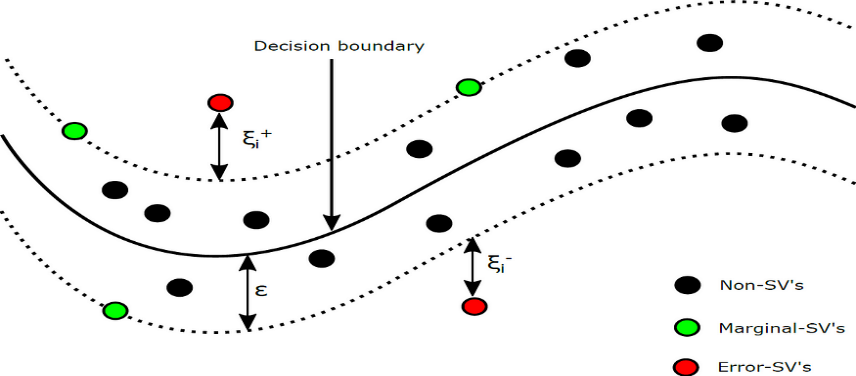 Decision boundary
ξi+
ε
ξi-
Non-SV's
Marginal-SV's
Error-SV's